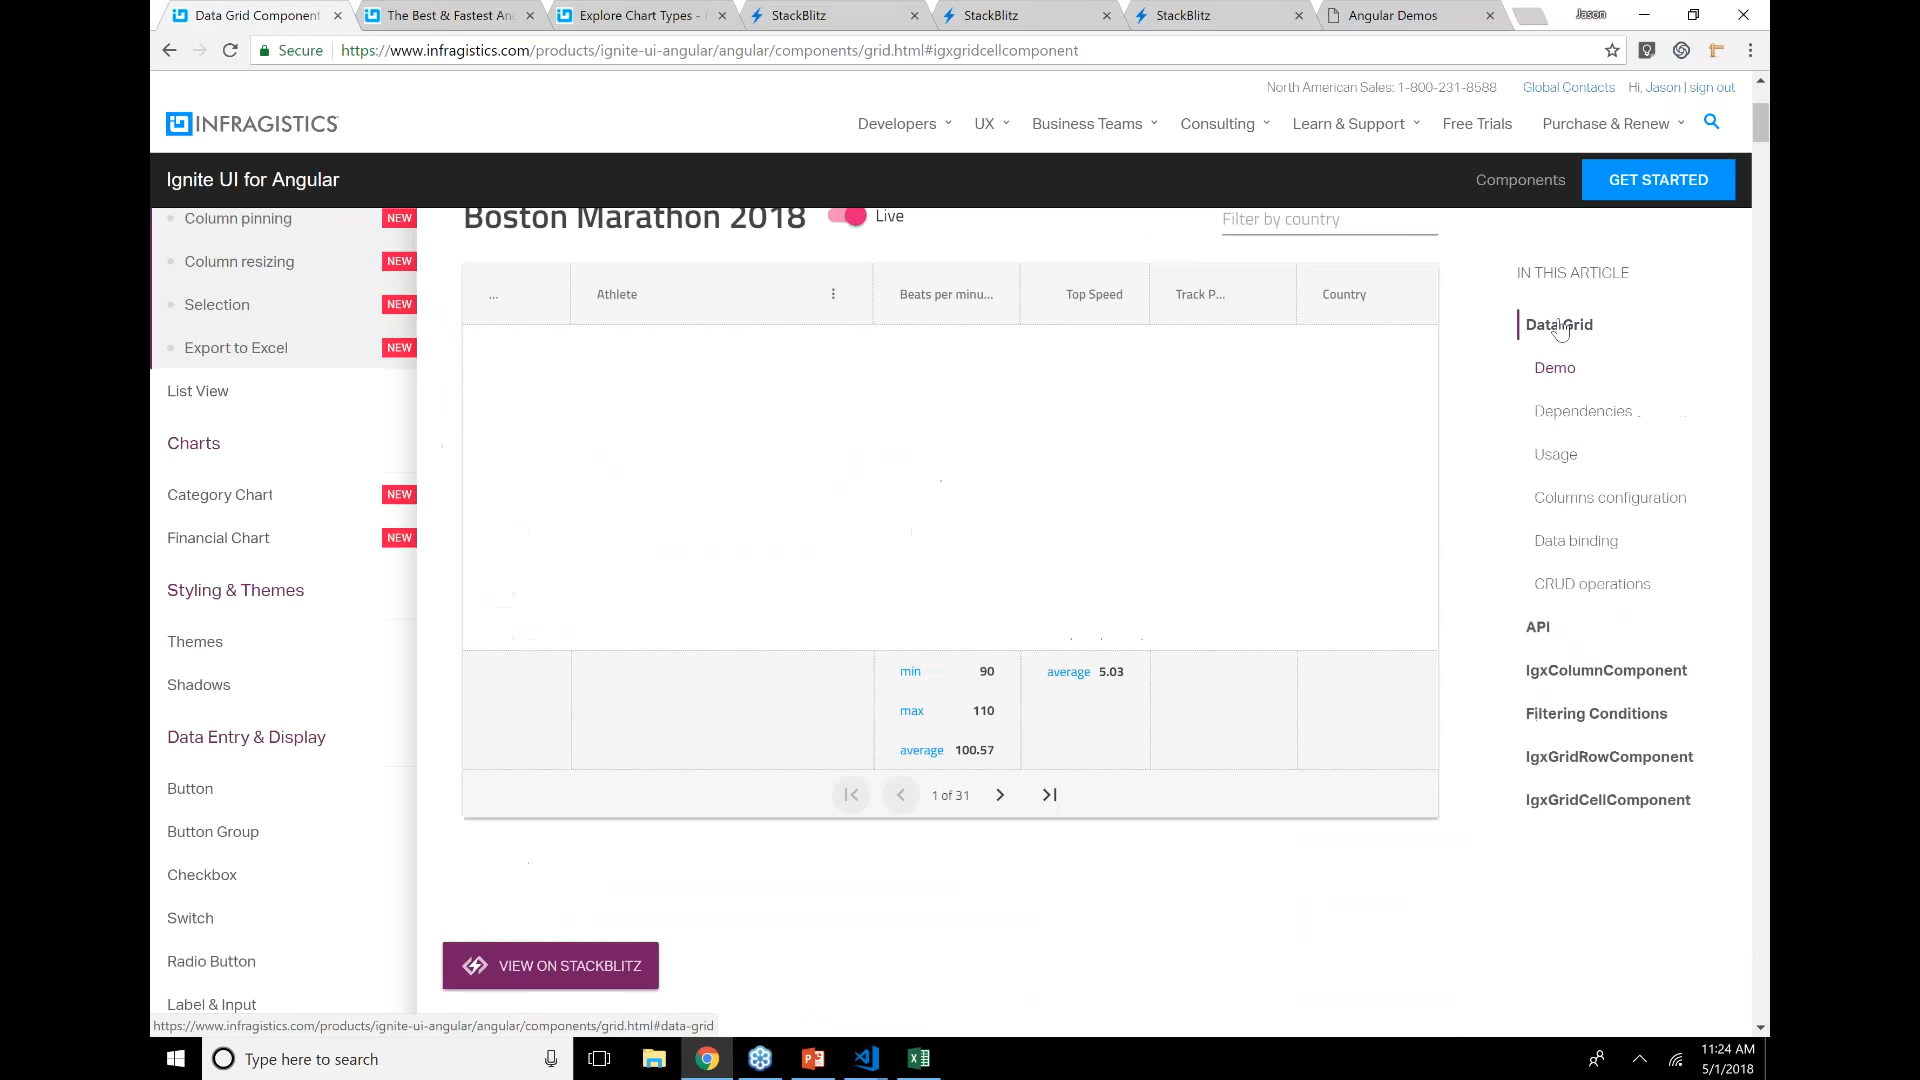 Data Grid Component
The Best & Fastest An
Explore Chart Types -
StackBlitz
StackBlitz
StackBlitz
Angular Demos
Jason
Secure
https://www.infragistics.com/products/ignite-ui-angular/angular/components/grid.html#igxgridcellcomponent
North American Sales: 1-800-231-8588
Global Contacts
Hi, Jason | sign out
INFRAGISTICS
Developers
UX
Business Teams
Consulting
Learn & Support
Free Trials
Purchase & Renew
Ignite UI for Angular
Components
GET STARTED
Column pinning NEW
Column resizing NEW
Selection NEW
Export to Excel NEW
List View
Charts
Category Chart NEW
Financial Chart NEW
Styling & Themes
Themes
Shadows
Data Entry & Display
Button
Button Group
Checkbox
Switch
Radio Button
Label & Input
Boston Marathon 2018
Live
Filter by country
...
Athlete
Beats per minu...
Top Speed
Track P...
Country
min 90
max 110
average 100.57
average 5.03
1 of 31
VIEW ON STACKBLITZ
IN THIS ARTICLE
Data Grid
Demo
Dependencies
Usage
Columns configuration
Data binding
CRUD operations
API
IgxColumnComponent
Filtering Conditions
IgxGridRowComponent
IgxGridCellComponent
https://www.infragistics.com/products/ignite-ui-angular/angular/components/grid.html#data-grid
Type here to search
11:24 AM
5/1/2018